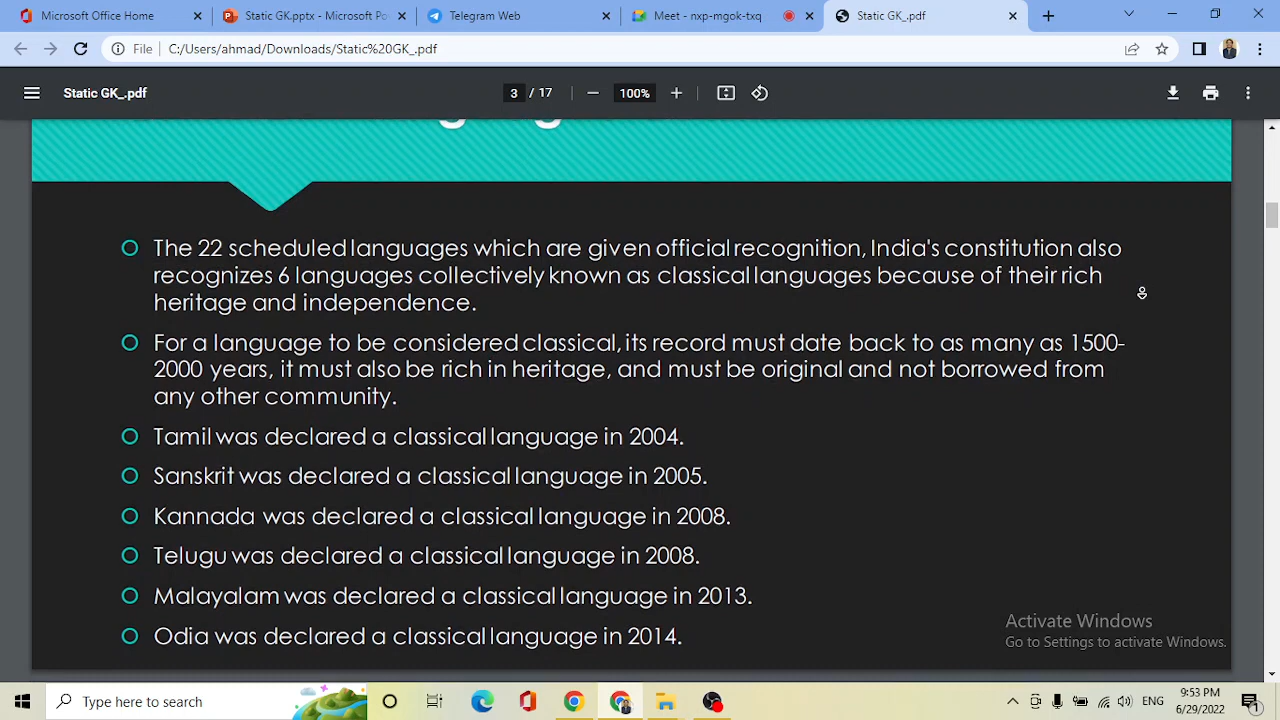 Microsoft Office Home
Static GK.pptx - Microsoft Po
Telegram Web
Meet - nxp-mgok-txq
Static GK_.pdf
File
C:/Users/ahmad/Downloads/Static%20GK_.pdf
Static GK_.pdf
3 / 17
100%
The 22 scheduled languages which are given official recognition, India's constitution also
recognizes 6 languages collectively known as classical languages because of their rich
heritage and independence.
For a language to be considered classical, its record must date back to as many as 1500-
2000 years, it must also be rich in heritage, and must be original and not borrowed from
any other community.
Tamil was declared a classical language in 2004.
Sanskrit was declared a classical language in 2005.
Kannada was declared a classical language in 2008.
Telugu was declared a classical language in 2008.
Malayalam was declared a classical language in 2013.
Odia was declared a classical language in 2014.
Activate Windows
Go to Settings to activate Windows.
Type here to search
ENG
9:53 PM
6/29/2022